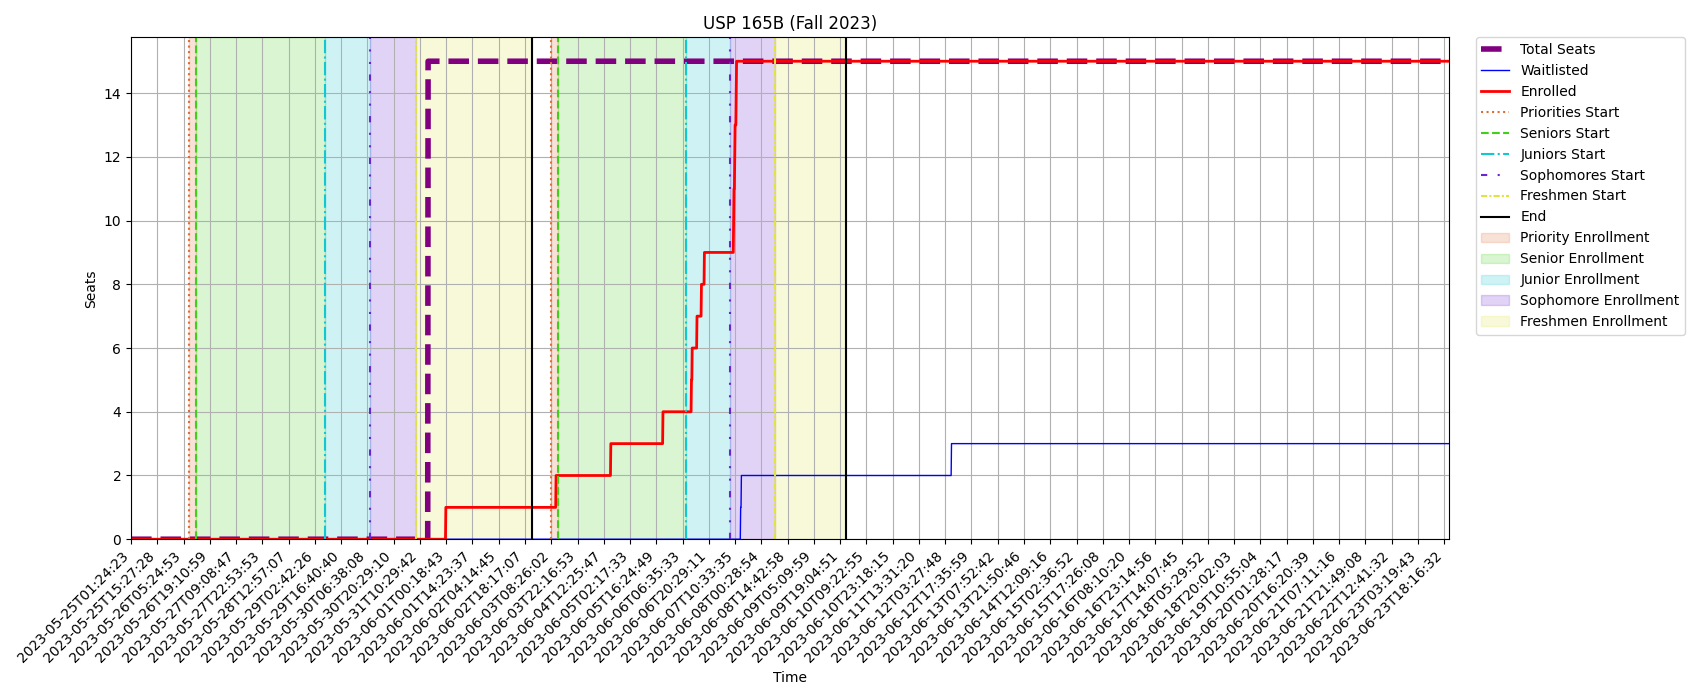 USP 165B (Fall 2023)
Seats
14
12
10
8
6
4
2
0
2023-05-25T01:24:23
2023-05-25T15:27:28
2023-05-26T05:24:53
2023-05-26T19:10:59
2023-05-27T09:08:47
2023-05-27T22:53:53
2023-05-28T12:57:07
2023-05-29T02:42:26
2023-05-29T16:40:40
2023-05-30T06:38:08
2023-05-30T20:29:10
2023-05-31T10:29:42
2023-06-01T00:18:43
2023-06-01T14:23:37
2023-06-02T04:14:45
2023-06-02T18:17:07
2023-06-03T08:26:02
2023-06-03T22:16:53
2023-06-04T12:25:47
2023-06-05T02:17:33
2023-06-05T16:24:49
2023-06-06T06:35:33
2023-06-06T20:29:11
2023-06-07T10:33:35
2023-06-08T00:28:54
2023-06-08T14:42:58
2023-06-09T05:09:59
2023-06-09T19:04:51
2023-06-10T09:22:55
2023-06-10T23:18:15
2023-06-11T13:31:20
2023-06-12T03:27:48
2023-06-12T17:35:59
2023-06-13T07:52:42
2023-06-13T21:50:46
2023-06-14T12:09:16
2023-06-15T02:36:52
2023-06-15T17:26:08
2023-06-16T08:10:20
2023-06-16T23:14:56
2023-06-17T14:07:45
2023-06-18T05:29:52
2023-06-18T20:02:03
2023-06-19T10:55:04
2023-06-20T01:28:17
2023-06-20T16:20:39
2023-06-21T07:11:16
2023-06-21T21:49:08
2023-06-22T12:41:32
2023-06-23T03:19:43
2023-06-23T18:16:32
Time
Total Seats
Waitlisted
Enrolled
Priorities Start
Seniors Start
Juniors Start
Sophomores Start
Freshmen Start
End
Priority Enrollment
Senior Enrollment
Junior Enrollment
Sophomore Enrollment
Freshmen Enrollment